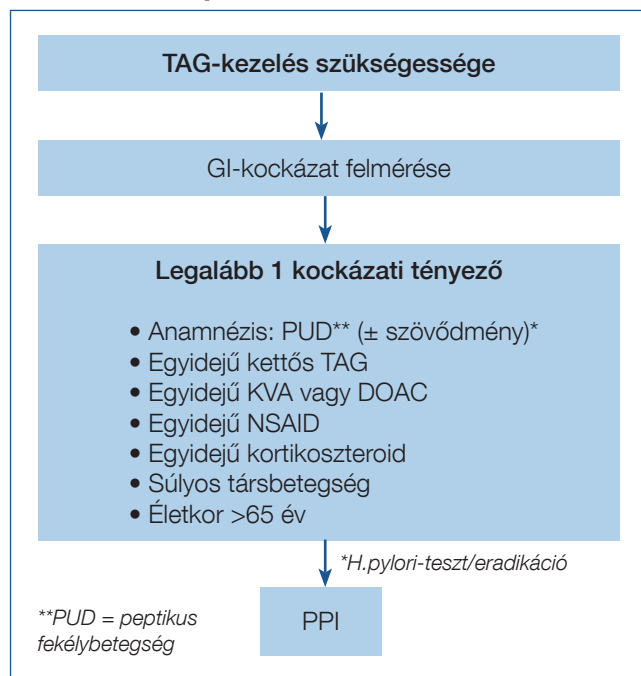 TAG-kezelés szükségessége
GI-kockázat felmérése
Legalább 1 kockázati tényező
• Anamnézis: PUD** (± szövődmény)*
• Egyidejű kettős TAG
• Egyidejű KVA vagy DOAC
• Egyidejű NSAID
• Egyidejű kortikoszteroid
• Súlyos társbetegség
• Életkor >65 év
*H.pylori-teszt/eradikáció
**PUD = peptikus
fekélybetegség
PPI